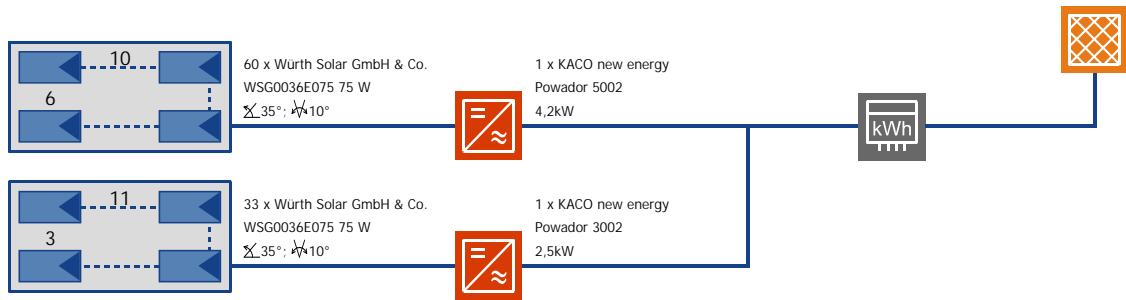 10
6
60 x Würth Solar GmbH & Co.
WSG0036E075 75 W
35°; 10°
1 x KACO new energy
Powador 5002
4,2kW
kWh
11
3
33 x Würth Solar GmbH & Co.
WSG0036E075 75 W
35°; 10°
1 x KACO new energy
Powador 3002
2,5kW